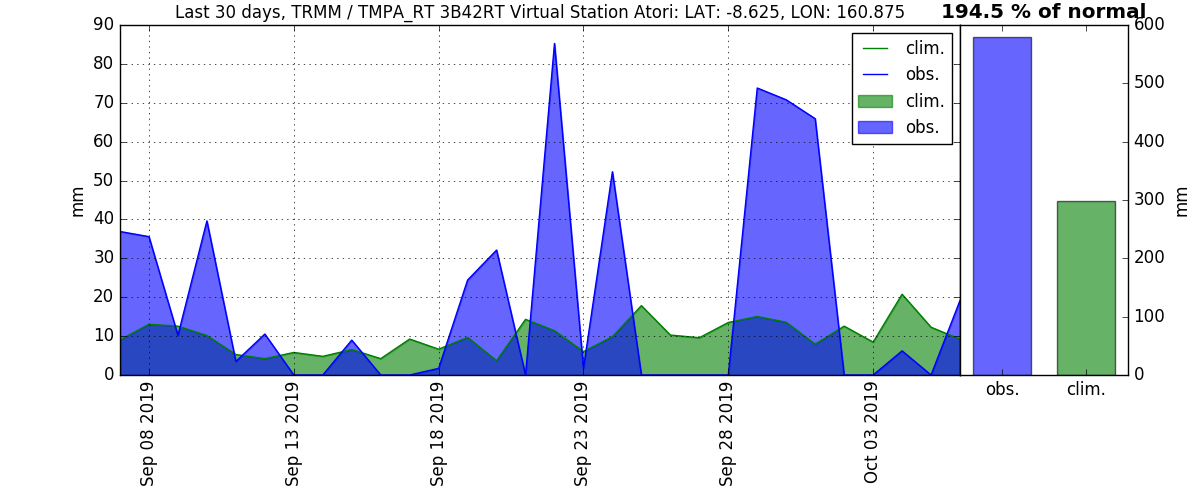 Last 30 days, TRMM / TMPA_RT 3B42RT Virtual Station Atori: LAT: -8.625, LON: 160.875
194.5 % of normal
90
80
70
60
50
40
30
20
10
0
mm
clim.
obs.
clim.
obs.
Sep 08 2019
Sep 13 2019
Sep 18 2019
Sep 23 2019
Sep 28 2019
Oct 03 2019
600
500
400
300
200
100
0
mm
obs.
clim.